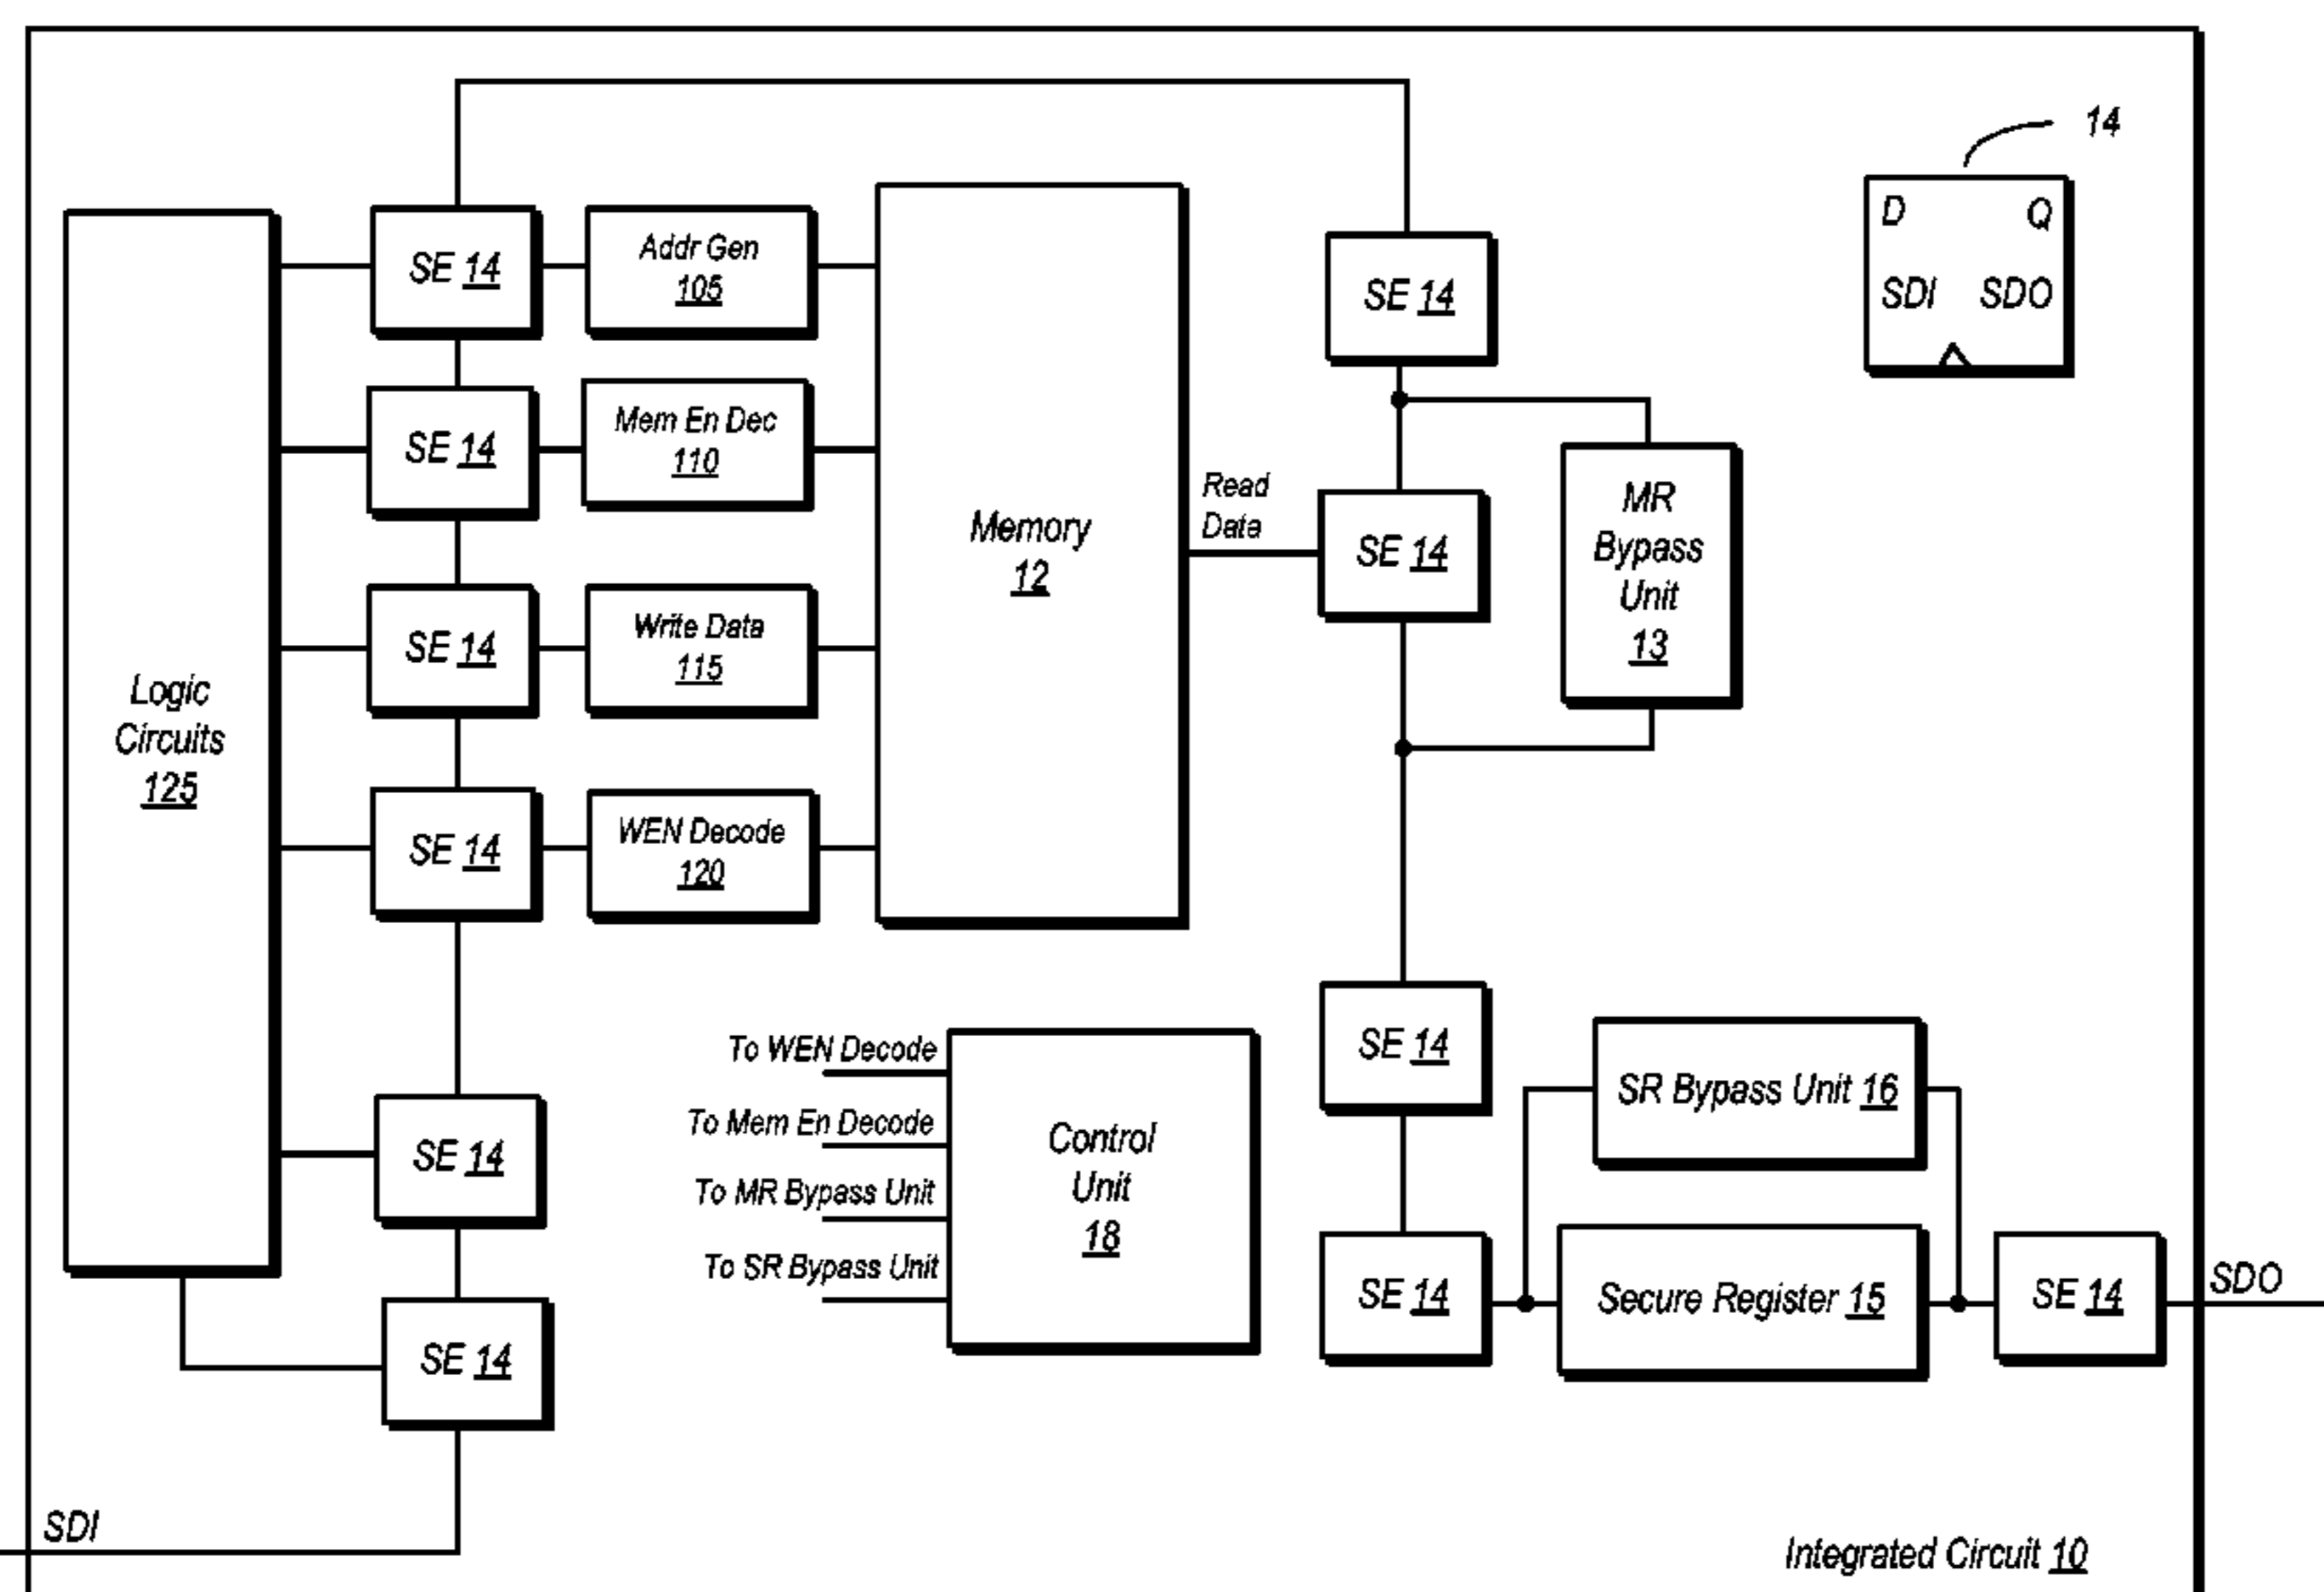 14
D Q
SDI SDO
SE 14
Addr Gen
105
SE 14
SE 14
Mem En Dec
110
Memory
12
Read
Data
SE 14
MR
Bypass
Unit
13
Logic
Circuits
125
SE 14
Write Data
115
SE 14
WEN Decode
120
To WEN Decode
To Mem En Decode
To MR Bypass Unit
To SR Bypass Unit
Control
Unit
18
SE 14
SR Bypass Unit 16
SE 14
SE 14
SE 14
Secure Register 15
SE 14
SDO
SDI
Integrated Circuit 10